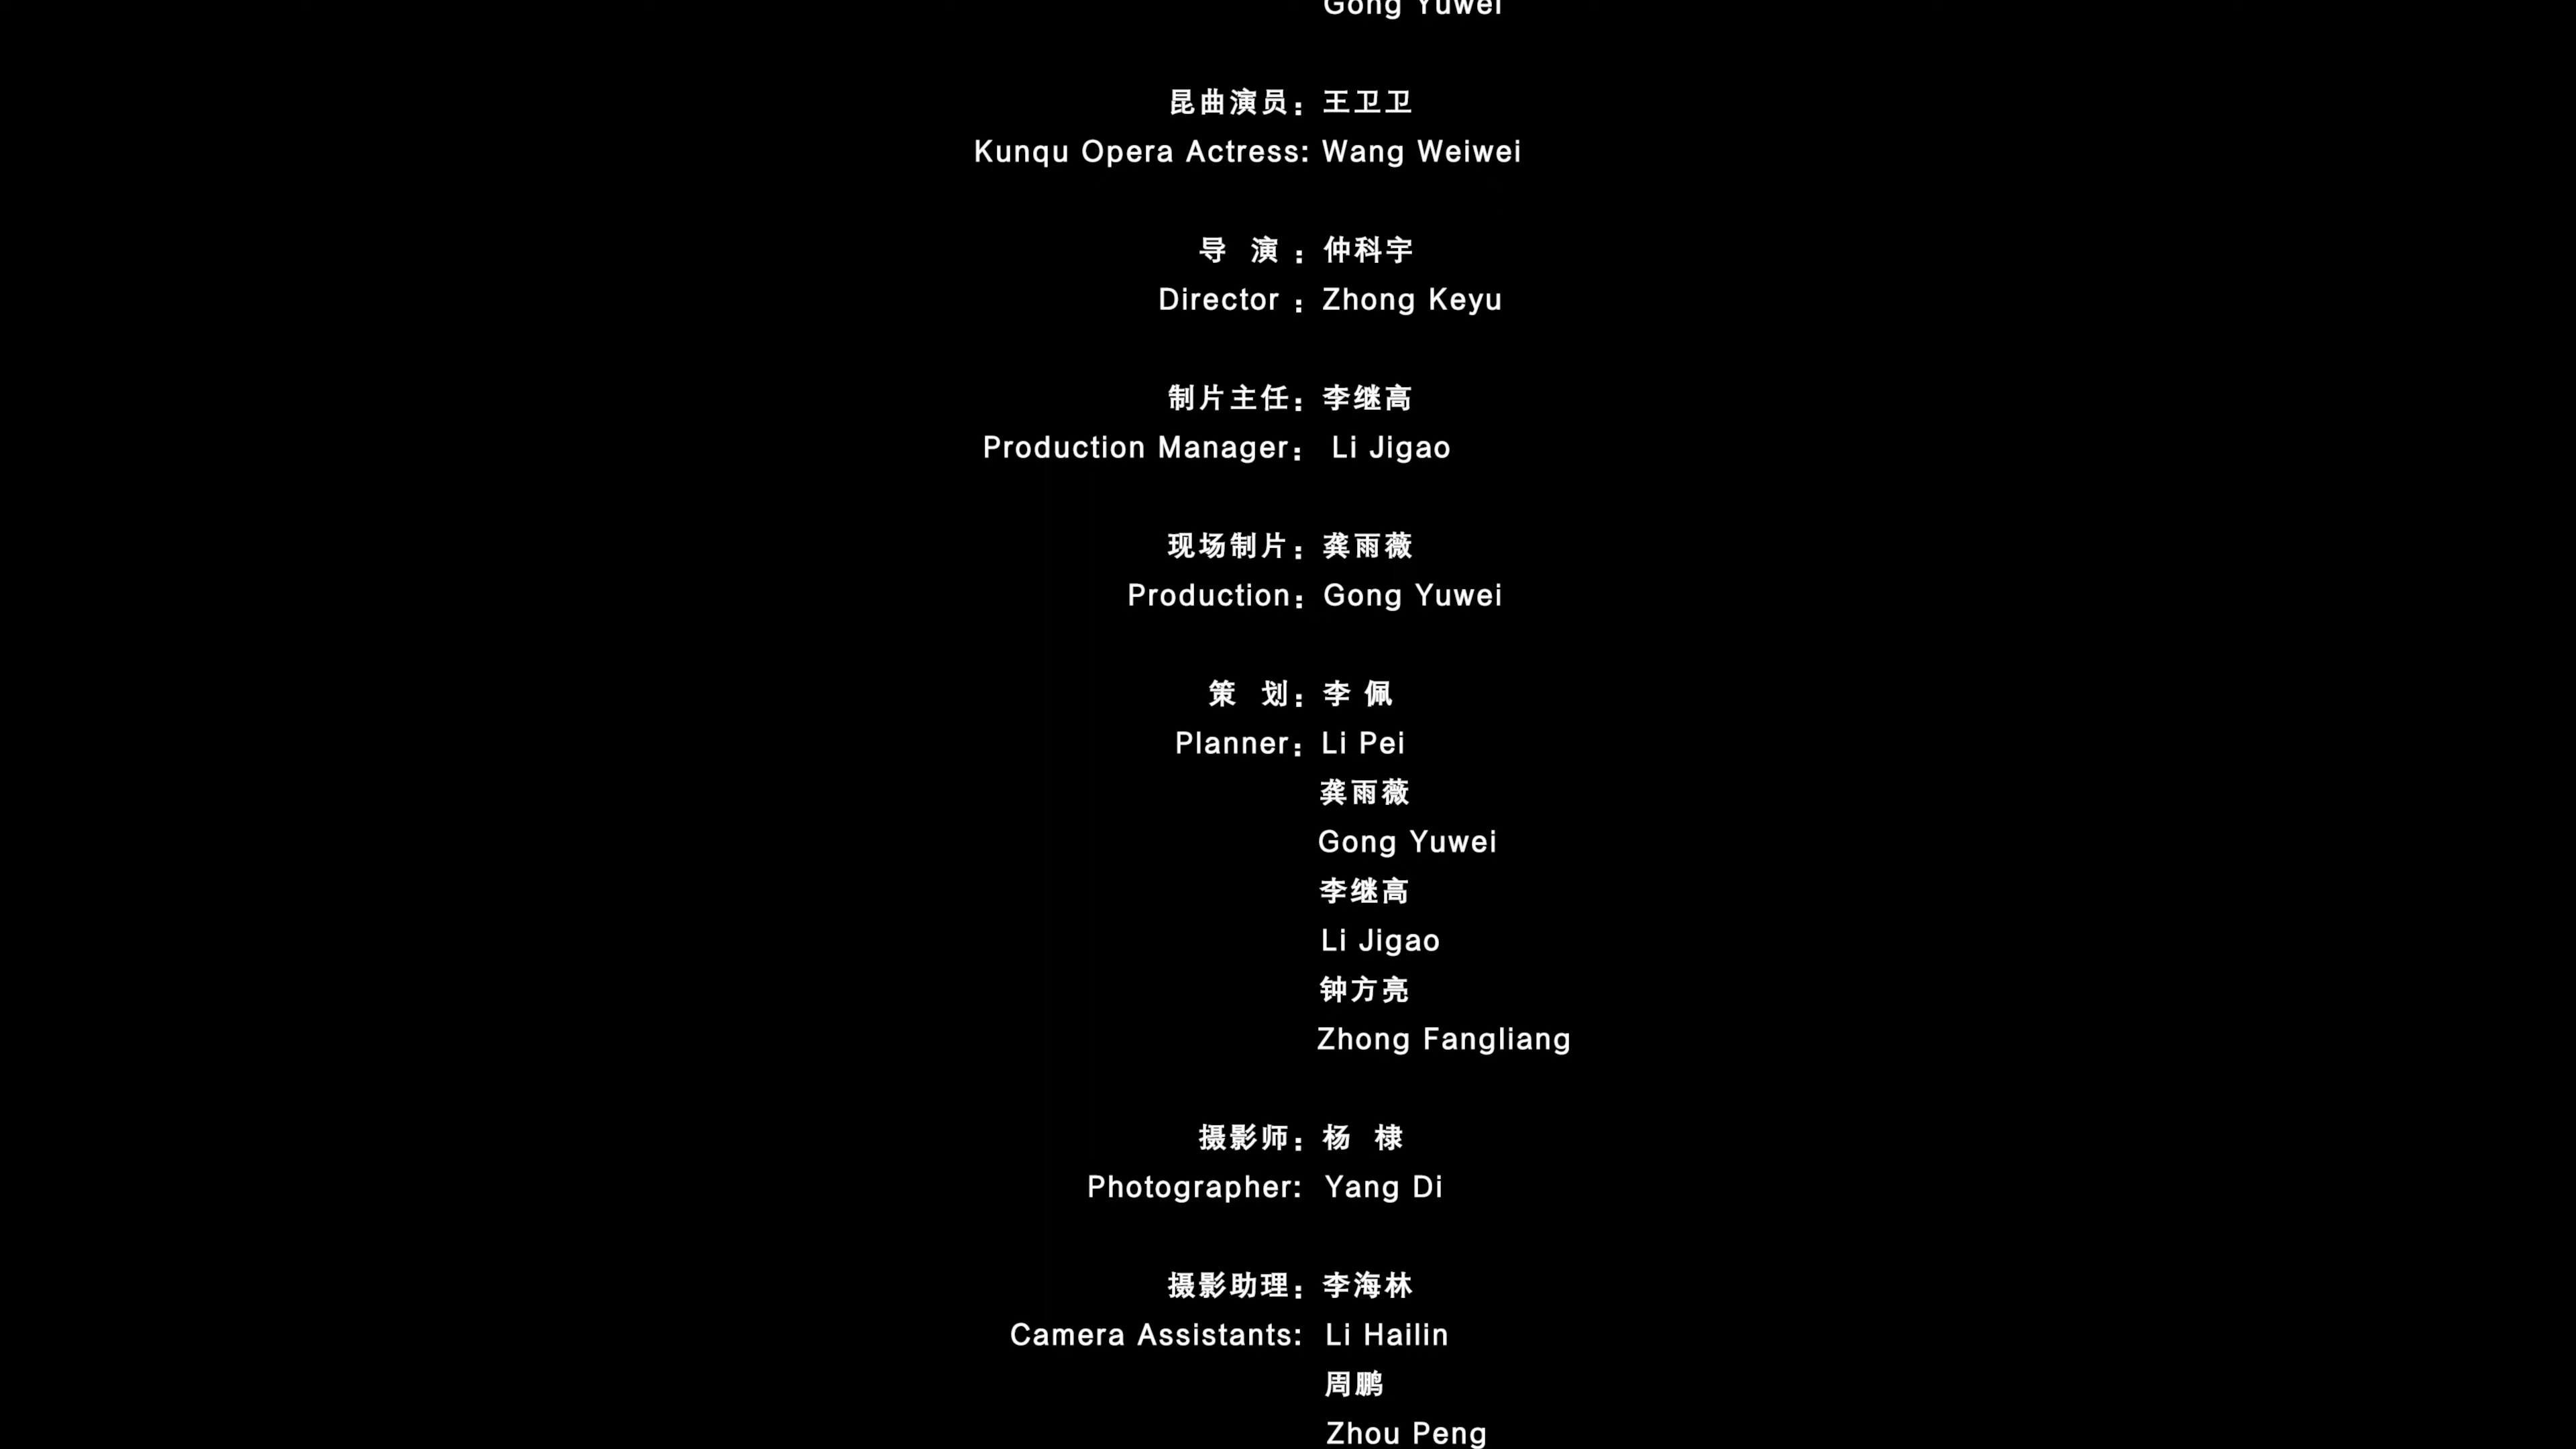 Gong Yuwei
昆曲演员：王卫卫
Kunqu Opera Actress: Wang Weiwei
导 演：仲科宇
Director：Zhong Keyu
制片主任：李继高
Production Manager： Li Jigao
现场制片：龚雨薇
Production：Gong Yuwei
策 划：李 佩
Planner：Li Pei
龚雨薇
Gong Yuwei
李继高
Li Jigao
钟方亮
Zhong Fangliang
摄影师：杨 棣
Photographer: Yang Di
摄影助理：李海林
Camera Assistants: Li Hailin
周鹏
Zhou Peng